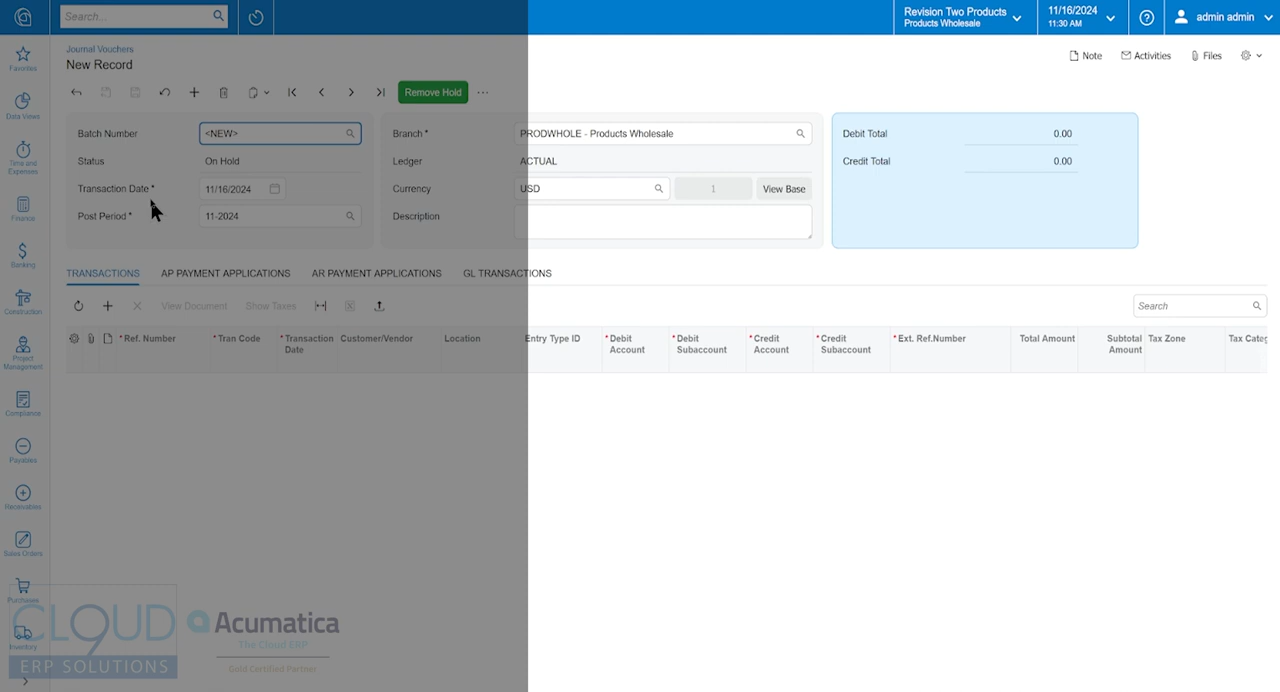 Search...
Revision Two Products
Products Wholesale
11/16/2024
11:30 AM
admin admin
Journal Vouchers
New Record
Note
Activities
Files
Remove Hold
Favorites
Data Views
Time and
Expenses
Finance
Banking
Construction
Project
Management
Compliance
Payables
Receivables
Sales Orders
Purchases
Inventory
Batch Number
<NEW>
Status
On Hold
Transaction Date *
11/16/2024
Post Period *
11-2024
Branch *
PRODWHOLE - Products Wholesale
Ledger
ACTUAL
Currency
USD
1
View Base
Description
Debit Total
0.00
Credit Total
0.00
TRANSACTIONS
AP PAYMENT APPLICATIONS
AR PAYMENT APPLICATIONS
GL TRANSACTIONS
View Document
Show Taxes
Search
* Ref. Number
* Tran Code
* Transaction
Date
Customer/Vendor
Location
Entry Type ID
* Debit
Account
* Debit
Subaccount
* Credit
Account
* Credit
Subaccount
* Ext. Ref.Number
Total Amount
Subtotal
Amount
Tax Zone
Tax Categ
CLOUD
9
ERP SOLUTIONS
Acumatica
The Cloud ERP
Gold Certified Partner